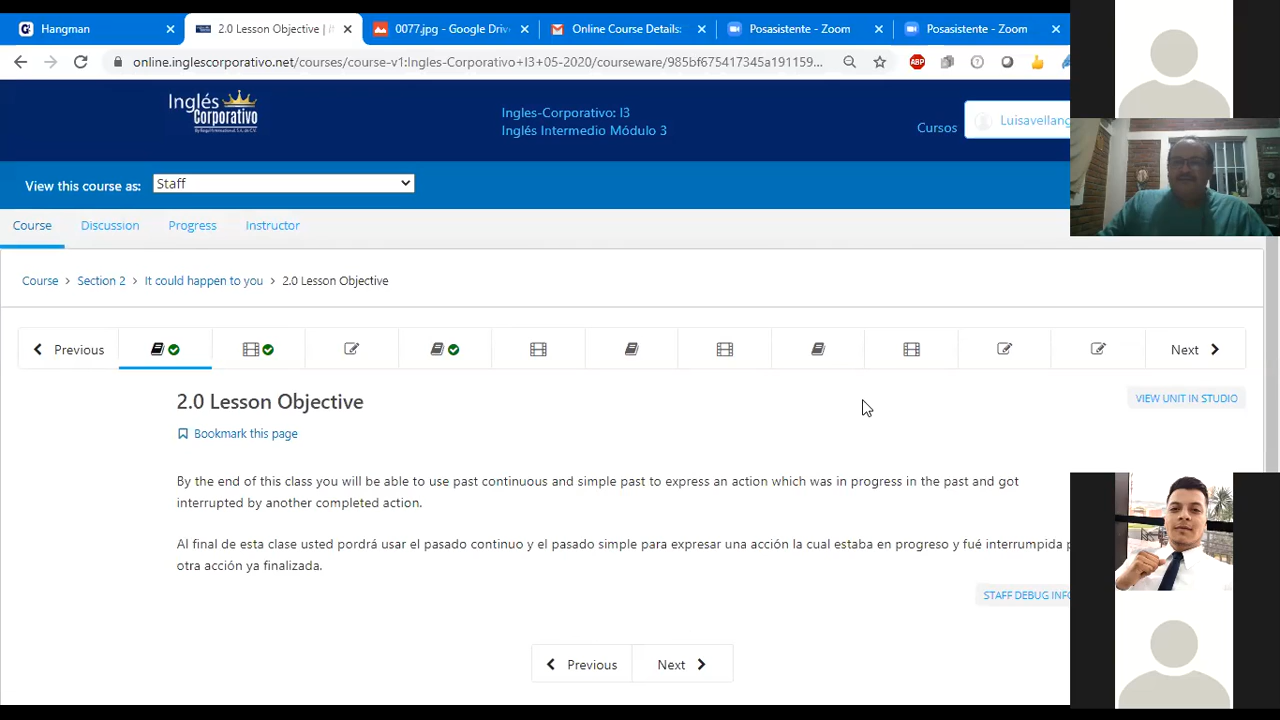 Hangman
2.0 Lesson Objective | I
0077.jpg - Google Driv
Online Course Details:
Posasistente - Zoom
Posasistente - Zoom
online.inglescorporativo.net/courses/course-v1:Ingles-Corporativo+I3+05-2020/courseware/985bf675417345a191159...
ABP
Inglés
Corporativo
Ingles-Corporativo: I3
Inglés Intermedio Módulo 3
Cursos
Luisavellang
View this course as:
Staff
Course
Discussion
Progress
Instructor
Course > Section 2 > It could happen to you > 2.0 Lesson Objective
Previous
Next
2.0 Lesson Objective
VIEW UNIT IN STUDIO
Bookmark this page
By the end of this class you will be able to use past continuous and simple past to express an action which was in progress in the past and got
interrupted by another completed action.
Al final de esta clase usted pordrá usar el pasado continuo y el pasado simple para expresar una acción la cual estaba en progreso y fué interrumpida p
otra acción ya finalizada.
STAFF DEBUG INFO
Previous
Next